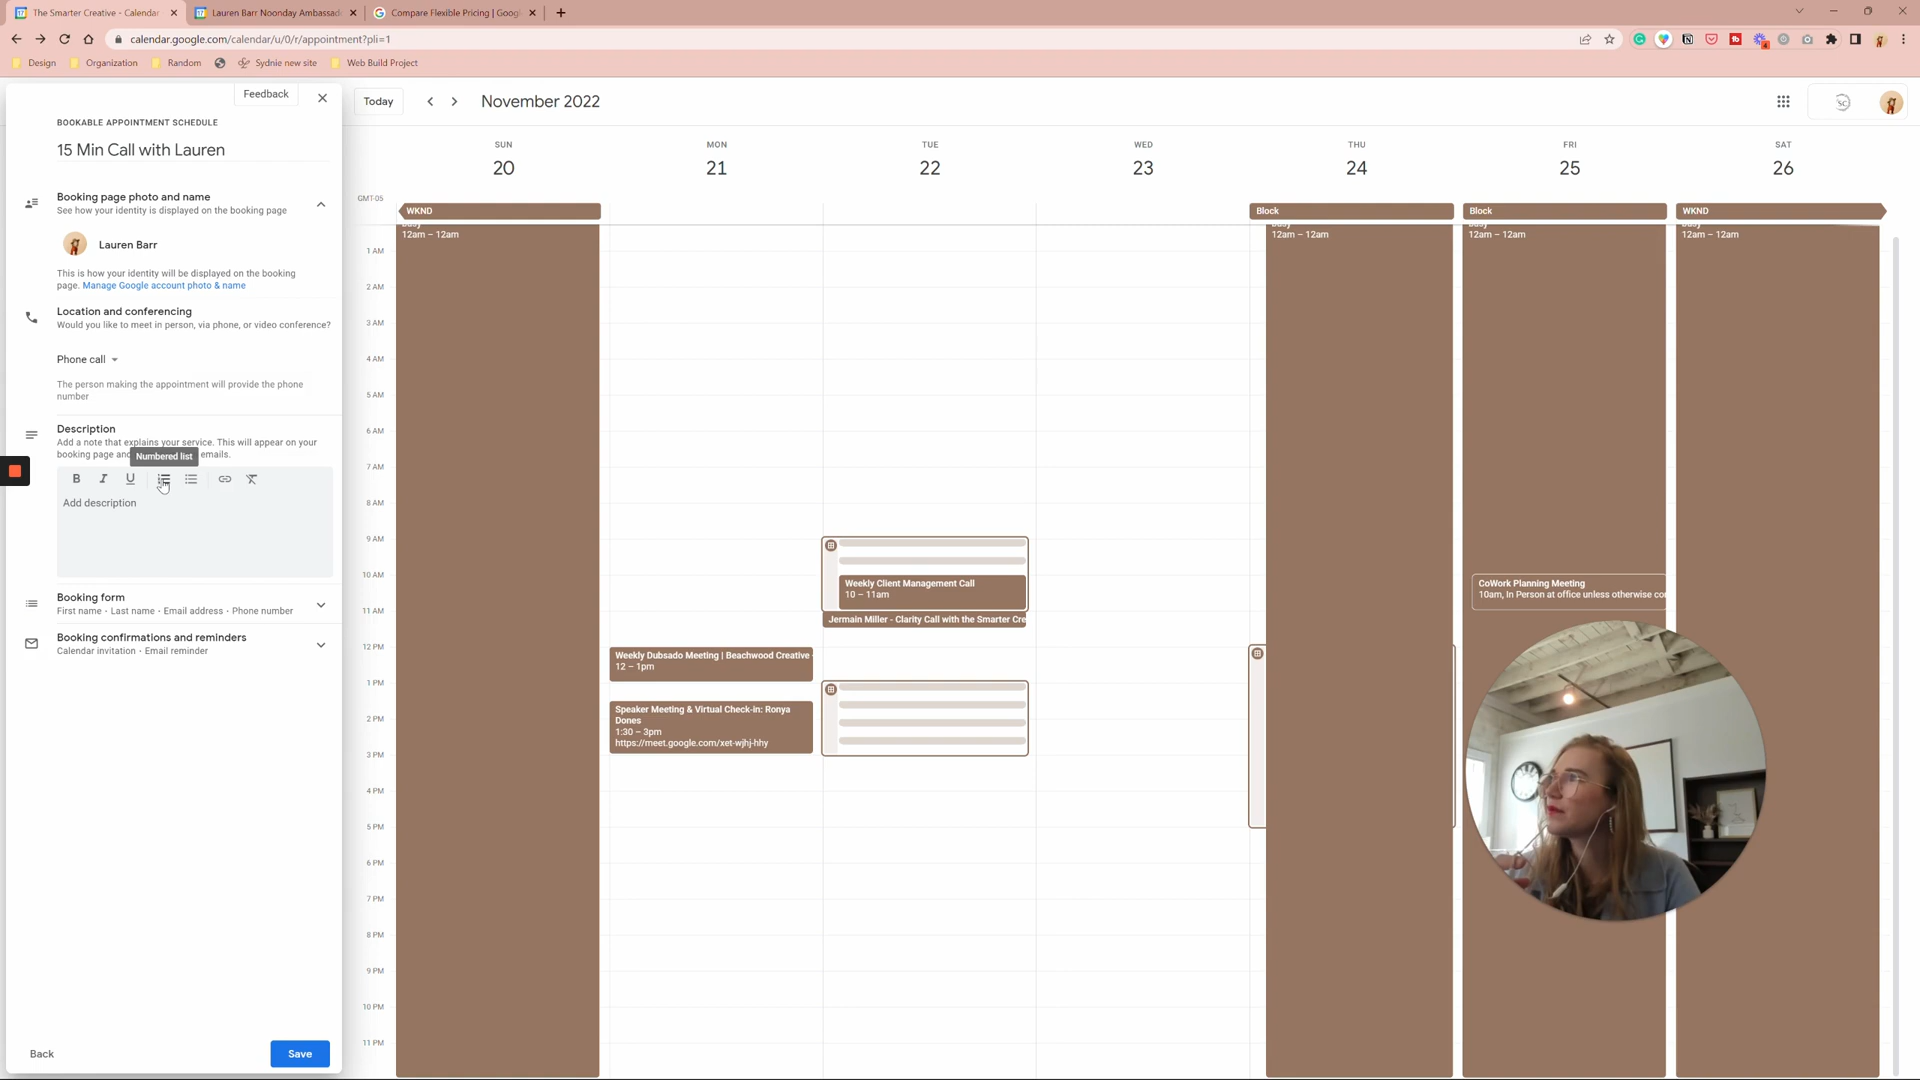 The Smarter Creative - Calendar
Lauren Barr Noonday Ambassad
Compare Flexible Pricing | Goog
calendar.google.com/calendar/u/0/r/appointment?pli=1
Design
Organization
Random
Sydnie new site
Web Build Project
Feedback
BOOKABLE APPOINTMENT SCHEDULE
15 Min Call with Lauren
Booking page photo and name
See how your identity is displayed on the booking page
Lauren Barr
This is how your identity will be displayed on the booking
page. Manage Google account photo & name
Location and conferencing
Would you like to meet in person, via phone, or video conference?
Phone call
The person making the appointment will provide the phone
number
Description
Add a note that explains your service. This will appear on your
booking page and emails.
Numbered list
B I U
Add description
Booking form
First name · Last name · Email address · Phone number
Booking confirmations and reminders
Calendar invitation · Email reminder
Back
Save
Today
November 2022
SC
SUN
20
MON
21
TUE
22
WED
23
THU
24
FRI
25
SAT
26
GMT-05
WKND
Block
Block
WKND
12am – 12am
12am – 12am
12am – 12am
12am – 12am
1 AM
2 AM
3 AM
4 AM
5 AM
6 AM
7 AM
8 AM
9 AM
10 AM
11 AM
12 PM
1 PM
2 PM
3 PM
4 PM
5 PM
6 PM
7 PM
8 PM
9 PM
10 PM
11 PM
Weekly Dubsado Meeting | Beachwood Creative
12 – 1pm
Speaker Meeting & Virtual Check-in: Ronya
Dones
1:30 – 3pm
https://meet.google.com/xet-wjhj-hhy
Weekly Client Management Call
10 – 11am
Jermain Miller - Clarity Call with the Smarter Cre
CoWork Planning Meeting
10am, In Person at office unless otherwise co